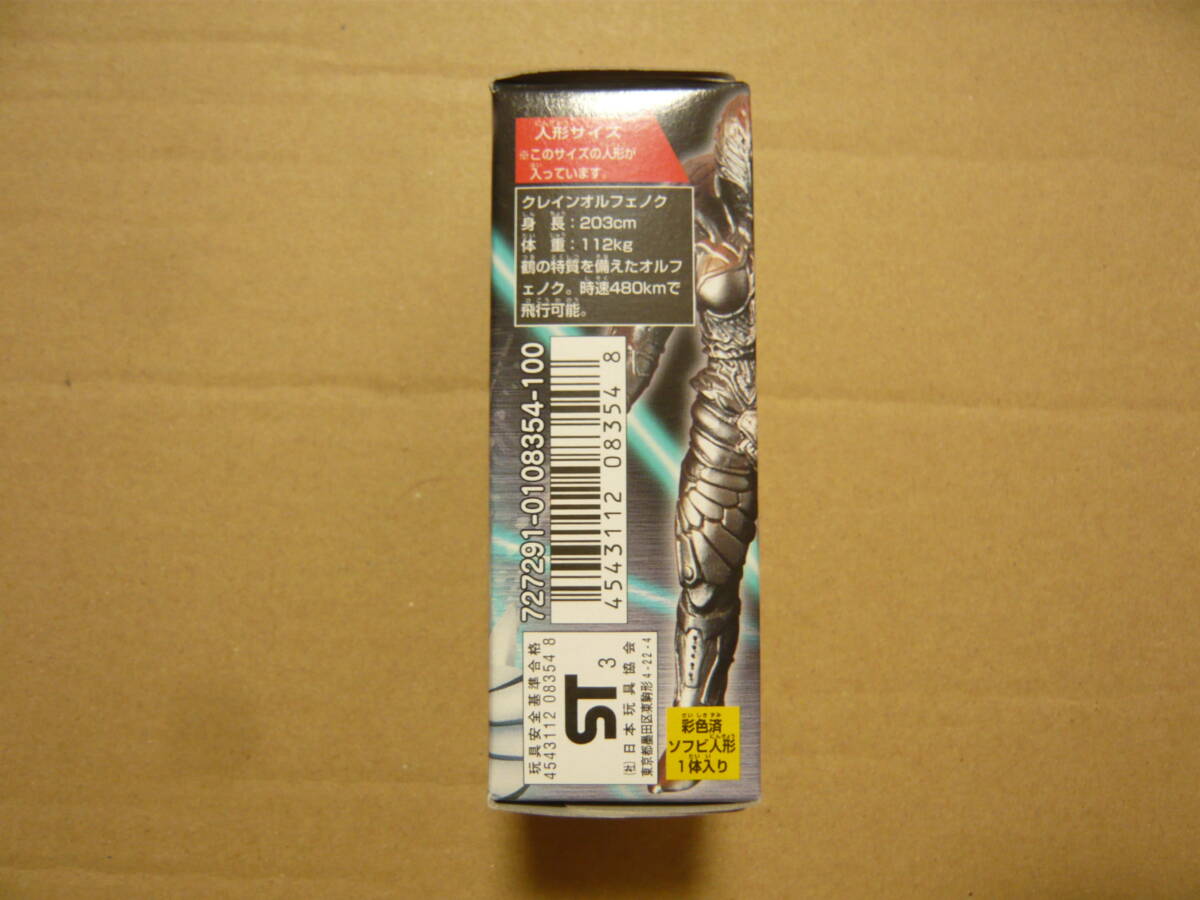 人形サイズ
※このサイズの人形が
入っています。
クレインオルフェノク
身 長：203cm
体 重：112kg
鶴の特質を備えたオルフ
ェノク。時速480kmで
飛行可能。
727291-0108354-100
4543112 08354 8
玩具安全基準合格
4543112 08354 8
ST
3
(社)日本玩具協会
東京都墨田区東駒形4-22-4
彩色済
ソフビ人形
1体入り